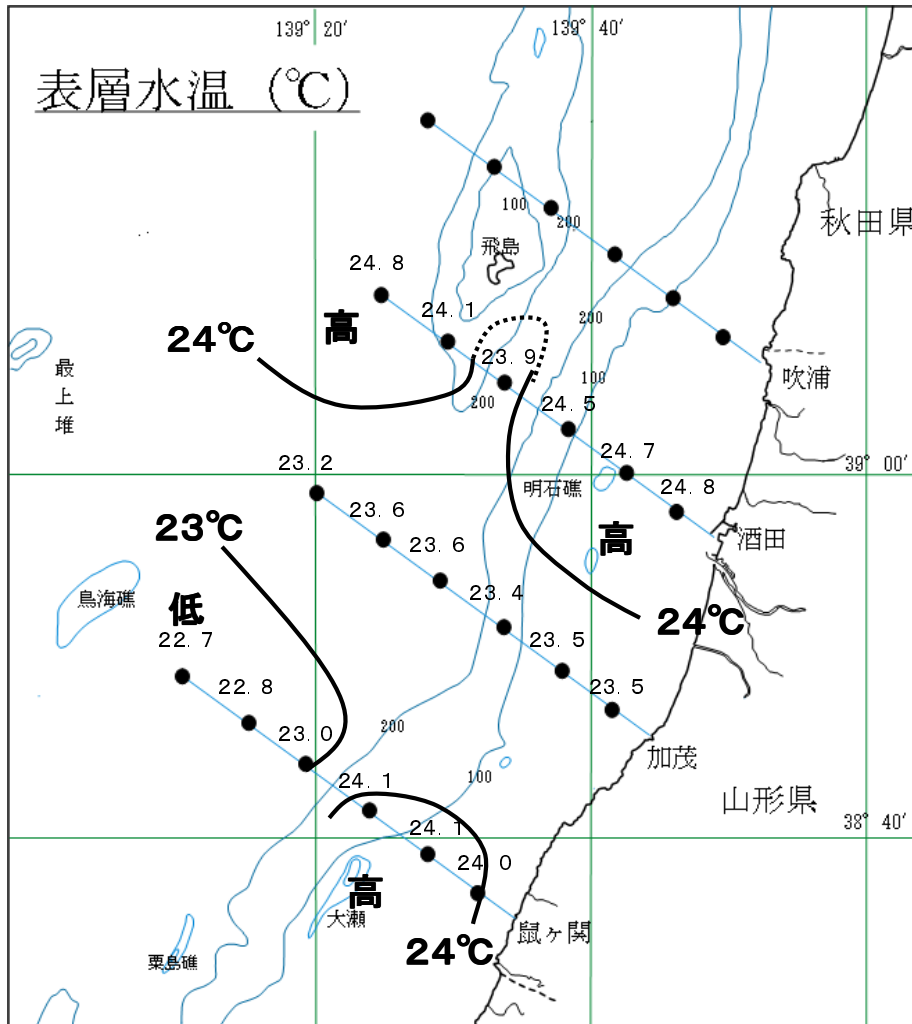 139° 20′
139° 40′
表層水温 (℃)
100
200
秋田県
飛島
24.8
高
24.1
200
24℃
23.9
最上堆
200
100
吹浦
24.5
24.7
23.2
39° 00′
24.8
明石礁
23.6
23℃
高
酒田
23.6
鳥海礁
低
23.4
24℃
22.7
23.5
22.8
23.5
23.0
200
加茂
24.1
100
山形県
24.1
38° 40′
24.0
高
大瀬
鼠ヶ関
24℃
粟島礁